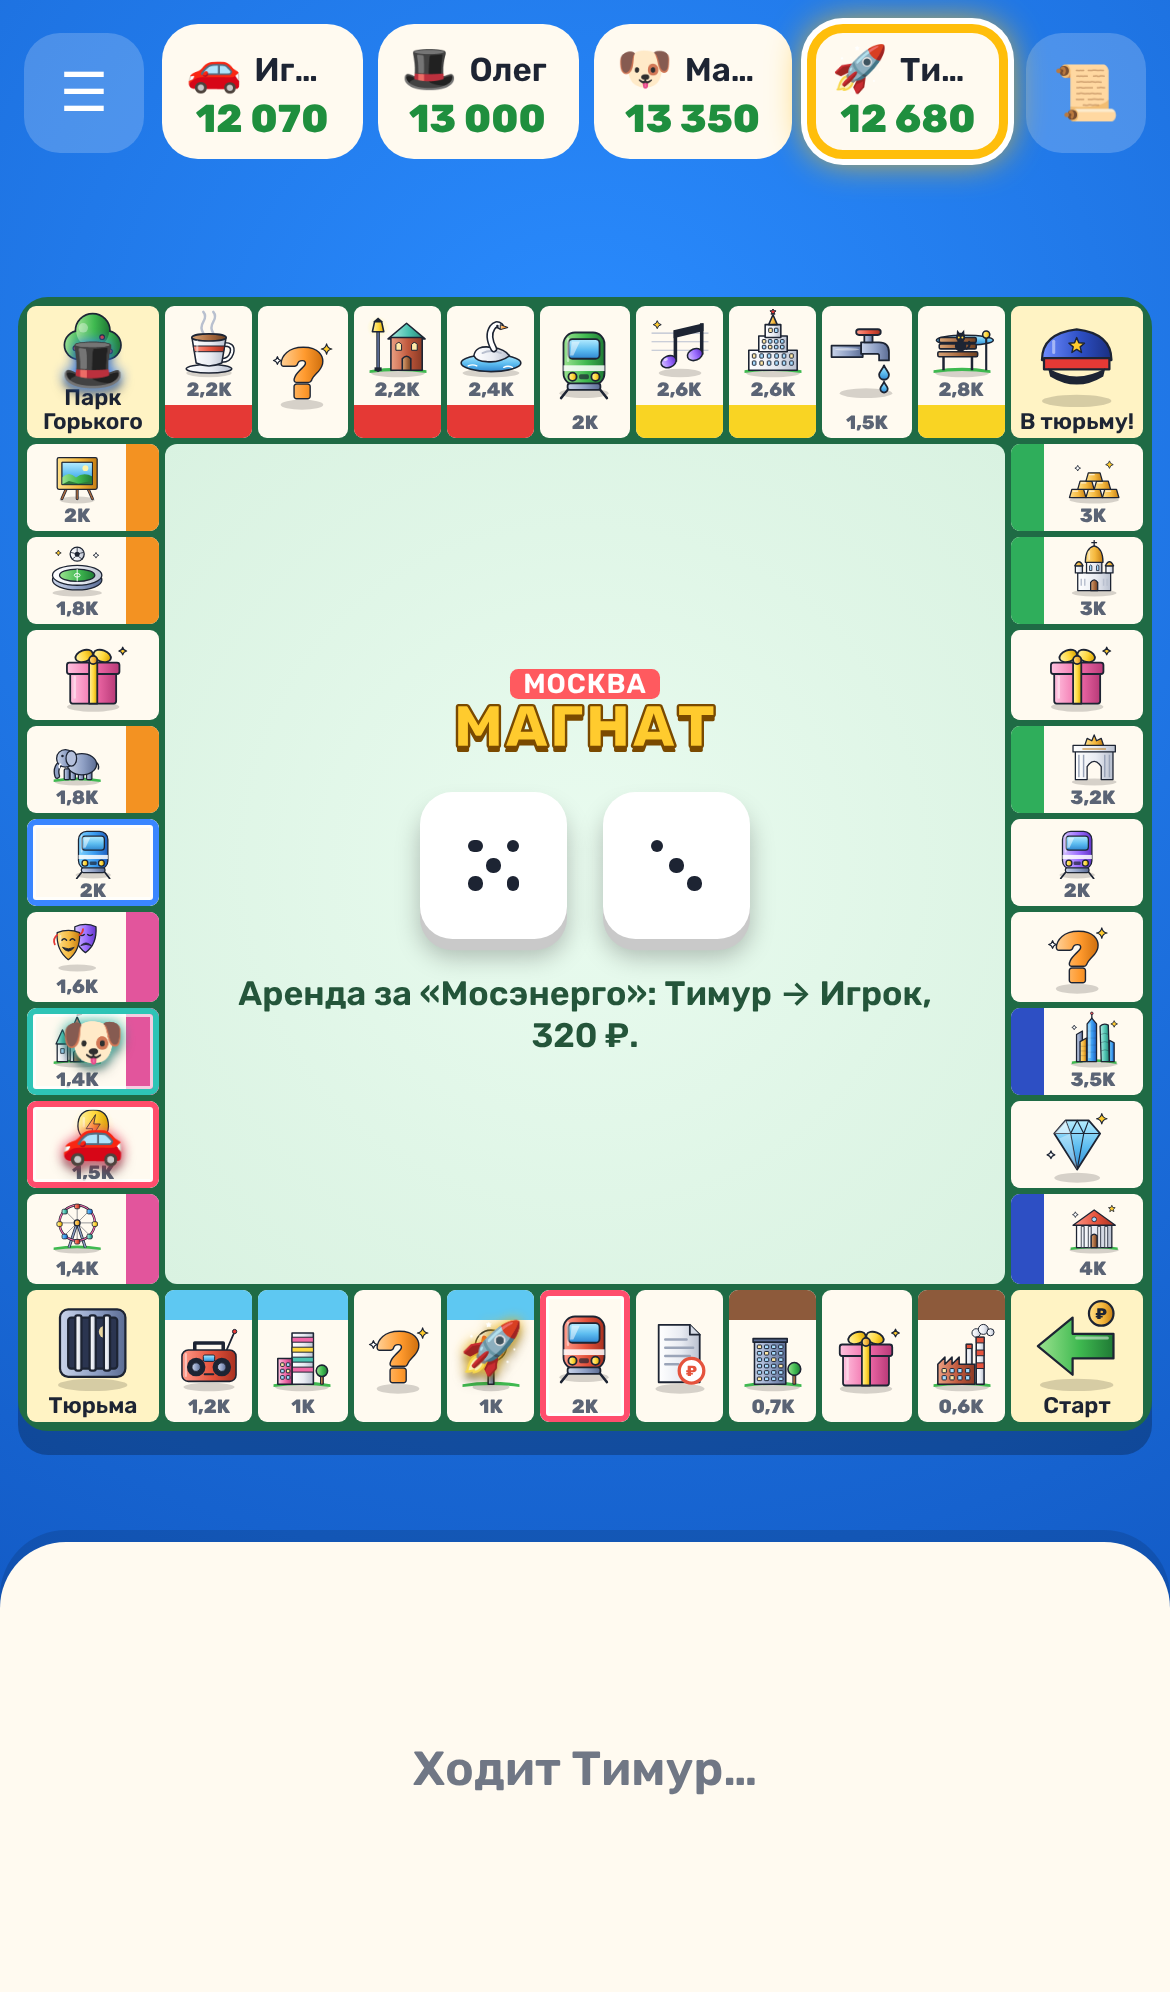 Иг...
Олег
Ма...
Ти...
12 070
13 000
13 350
12 680
Парк
Горького
2,2K
2,2K
2,4K
2K
2,6K
2,6K
1,5K
2,8K
В тюрьму!
2K
3K
1,8K
3K
1,8K
3,2K
2K
2K
1,6K
1,4K
3,5K
1,5K
1,4K
4K
МОСКВА
МАГНАТ
Аренда за «Мосэнерго»: Тимур → Игрок,
320 ₽.
Тюрьма
1,2K
1K
1K
2K
₽
0,7K
0,6K
₽
Старт
Ходит Тимур...